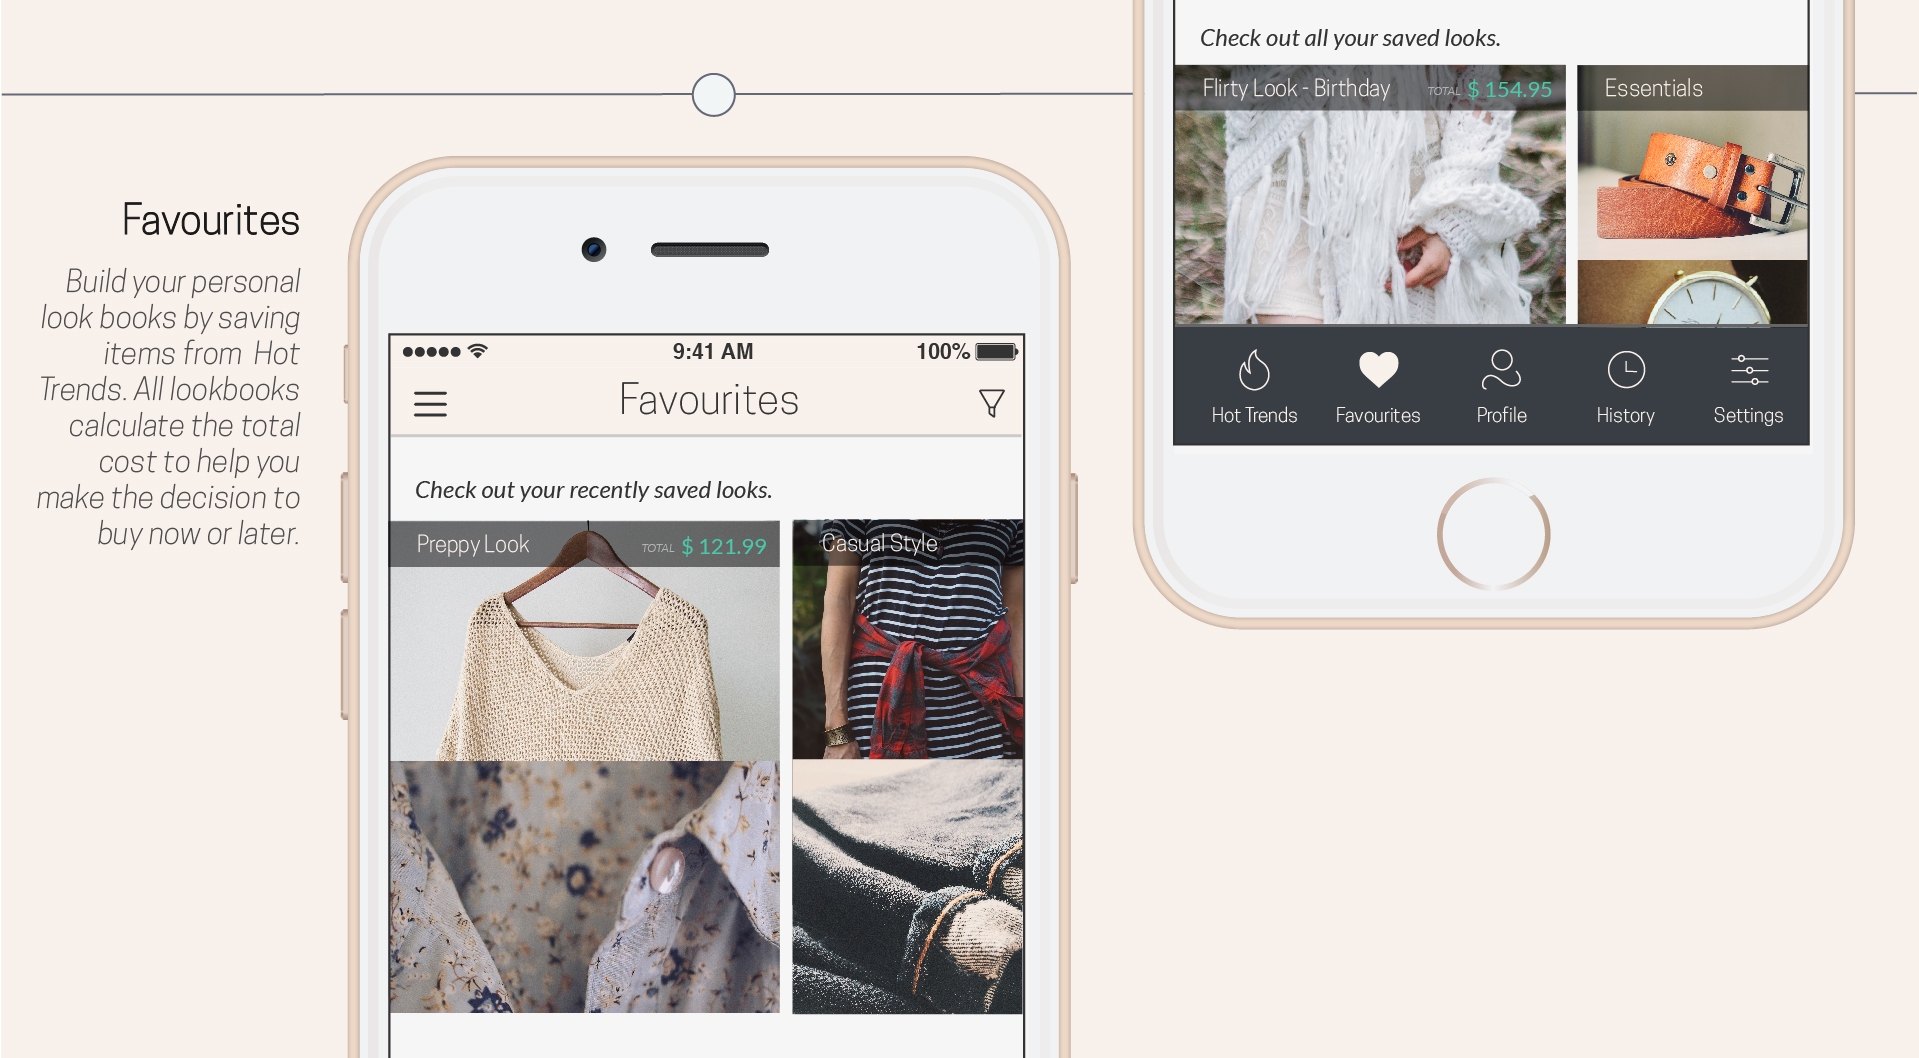 Favourites
Build your personal
look books by saving
items from Hot
Trends. All lookbooks
calculate the total
cost to help you
make the decision to
buy now or later.
9:41 AM
100%
Favourites
Check out your recently saved looks.
Preppy Look
TOTAL $ 121.99
Casual Style
Check out all your saved looks.
Flirty Look - Birthday
TOTAL $ 154.95
Essentials
Hot Trends
Favourites
Profile
History
Settings